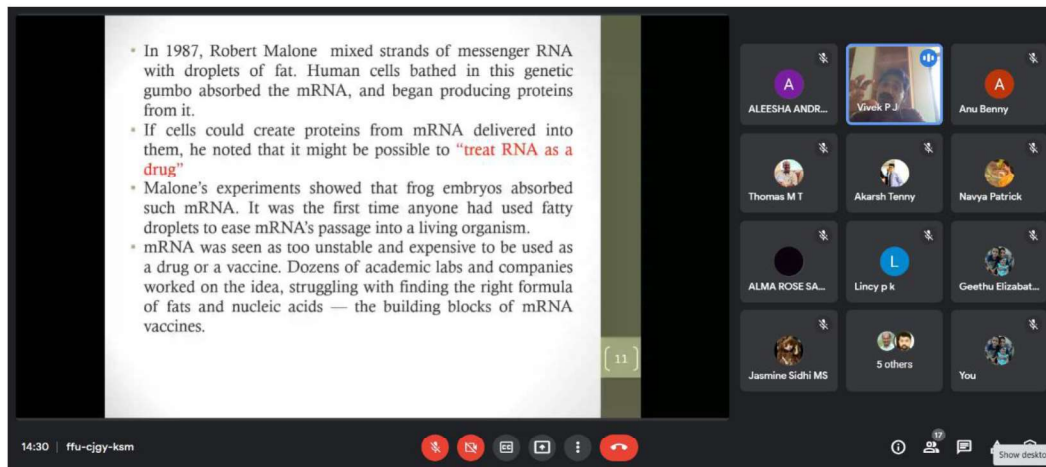 • In 1987, Robert Malone mixed strands of messenger RNA
with droplets of fat. Human cells bathed in this genetic
gumbo absorbed the mRNA, and began producing proteins
from it.
• If cells could create proteins from mRNA delivered into
them, he noted that it might be possible to “treat RNA as a
drug”
• Malone’s experiments showed that frog embryos absorbed
such mRNA. It was the first time anyone had used fatty
droplets to ease mRNA’s passage into a living organism.
• mRNA was seen as too unstable and expensive to be used as
a drug or a vaccine. Dozens of academic labs and companies
worked on the idea, struggling with finding the right formula
of fats and nucleic acids — the building blocks of mRNA
vaccines.
11
A
ALEESHA ANDR...
Vivek P J
A
Anu Benny
Thomas M T
Akarsh Tenny
Navya Patrick
ALMA ROSE SA...
L
Lincy p k
Geethu Elizabat...
Jasmine Sidhi MS
5 others
You
14:30 | ffu-cjgy-ksm
CC
17
Show deskto